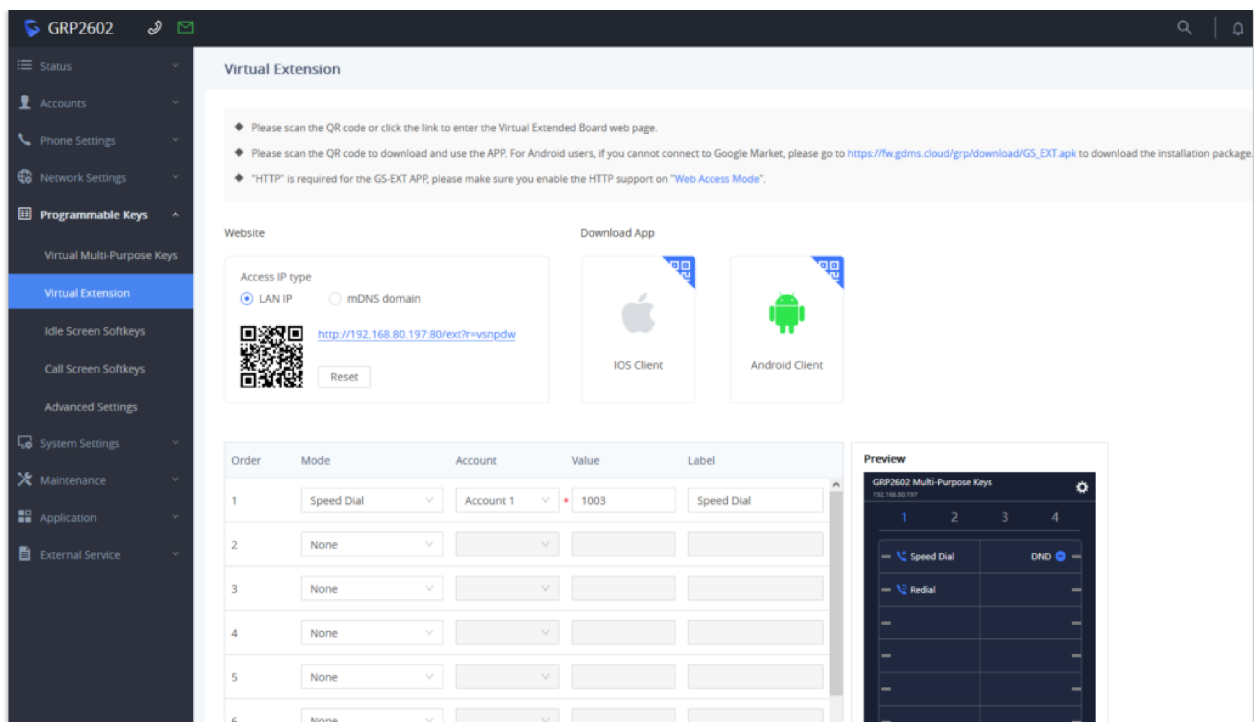 GRP2602
Status
Accounts
Phone Settings
Network Settings
Programmable Keys
Virtual Multi-Purpose Keys
Virtual Extension
Idle Screen Softkeys
Call Screen Softkeys
Advanced Settings
System Settings
Maintenance
Application
External Service
Virtual Extension
Please scan the QR code or click the link to enter the Virtual Extended Board web page.
Please scan the QR code to download and use the APP. For Android users, if you cannot connect to Google Market, please go to https://fw.gdms.cloud/grp/download/GS_EXT.apk to download the installation package.
"HTTP" is required for the GS-EXT APP, please make sure you enable the HTTP support on "Web Access Mode".
Website
Access IP type
LAN IP mDNS domain
http://192.168.80.197:80/ext?r=vsnpdw
Reset
Download App
IOS Client
Android Client
Order Mode Account Value Label
1 Speed Dial Account 1 * 1003 Speed Dial
2 None
3 None
4 None
5 None
6 None
Preview
GRP2602 Multi-Purpose Keys
192.168.80.197
1 2 3 4
Speed Dial DND
Redial